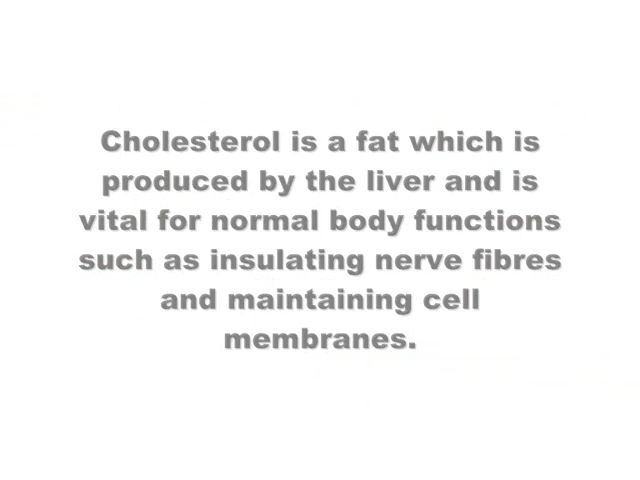 Cholesterol is a fat which is
produced by the liver and is
vital for normal body functions
such as insulating nerve fibres
and maintaining cell
membranes.